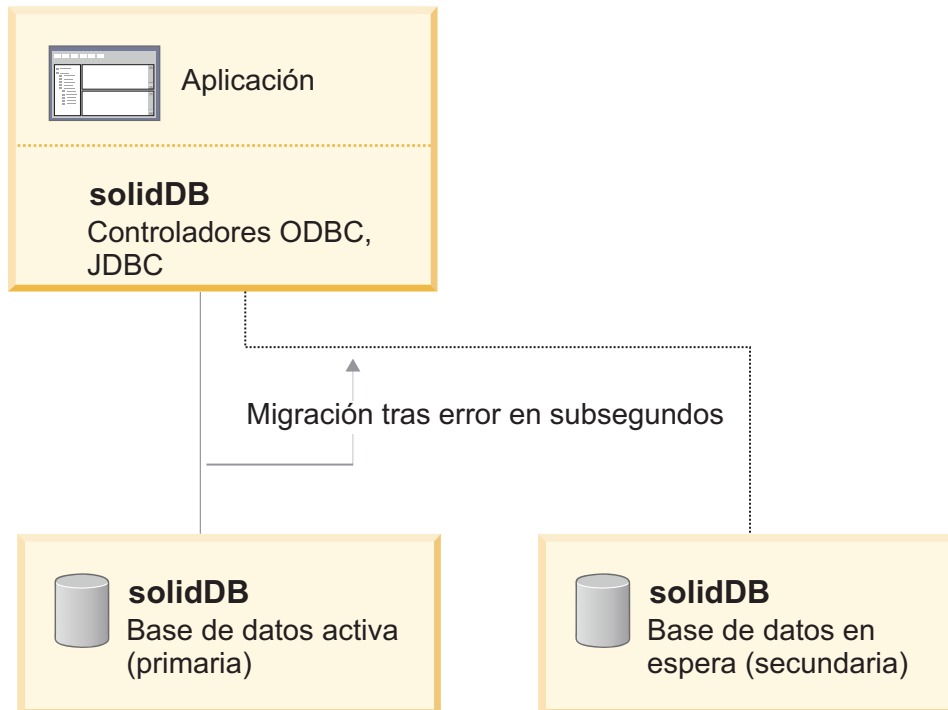 Aplicación
solidDB
Controladores ODBC,
JDBC
Migración tras error en subsegundos
solidDB
Base de datos activa
(primaria)
solidDB
Base de datos en
espera (secundaria)